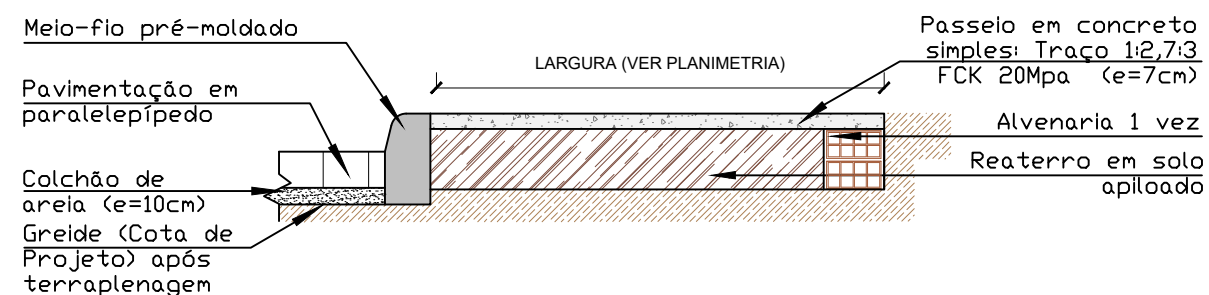 Meio-fio pré-moldado
Pavimentação em
paralelepípedo
Colchão de
areia (e=10cm)
Greide (Cota de
Projeto) após
terraplenagem
LARGURA (VER PLANIMETRIA)
Passeio em concreto
simples: Traço 1:2,7:3
FCK 20Mpa (e=7cm)
Alvenaria 1 vez
Reaterro em solo
apiloado